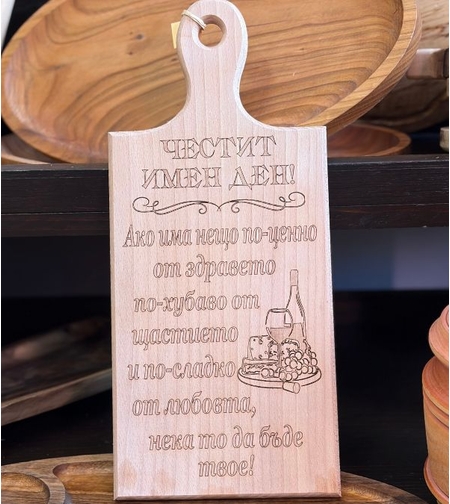 ЧЕСТИТ
ИМЕН ДЕН!
Ако има нещо по-ценно
от здравето
по-хубаво от
щастието
и по-сладко
от любовта,
нека то да бъде
твое!